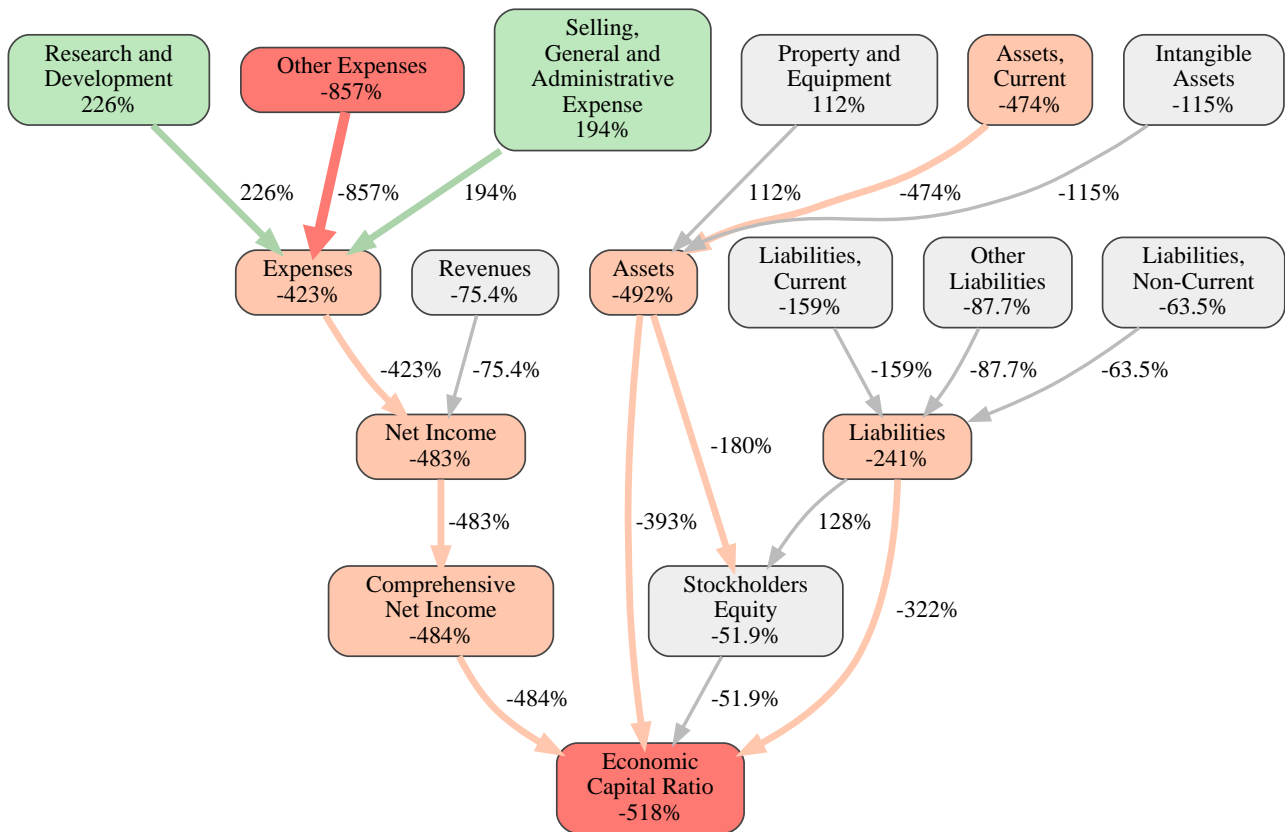 Research and
Development
226%
Other Expenses
-857%
Selling,
General and
Administrative
Expense
194%
Property and
Equipment
112%
Assets,
Current
-474%
Intangible
Assets
-115%
226%
-857%
194%
112%
-474%
-115%
Expenses
-423%
Revenues
-75.4%
Assets
-492%
Liabilities,
Current
-159%
Other
Liabilities
-87.7%
Liabilities,
Non-Current
-63.5%
-423%
-75.4%
-159%
-87.7%
-63.5%
Net Income
-483%
-180%
Liabilities
-241%
-483%
-393%
128%
Comprehensive
Net Income
-484%
Stockholders
Equity
-51.9%
-322%
-484%
-51.9%
Economic
Capital Ratio
-518%